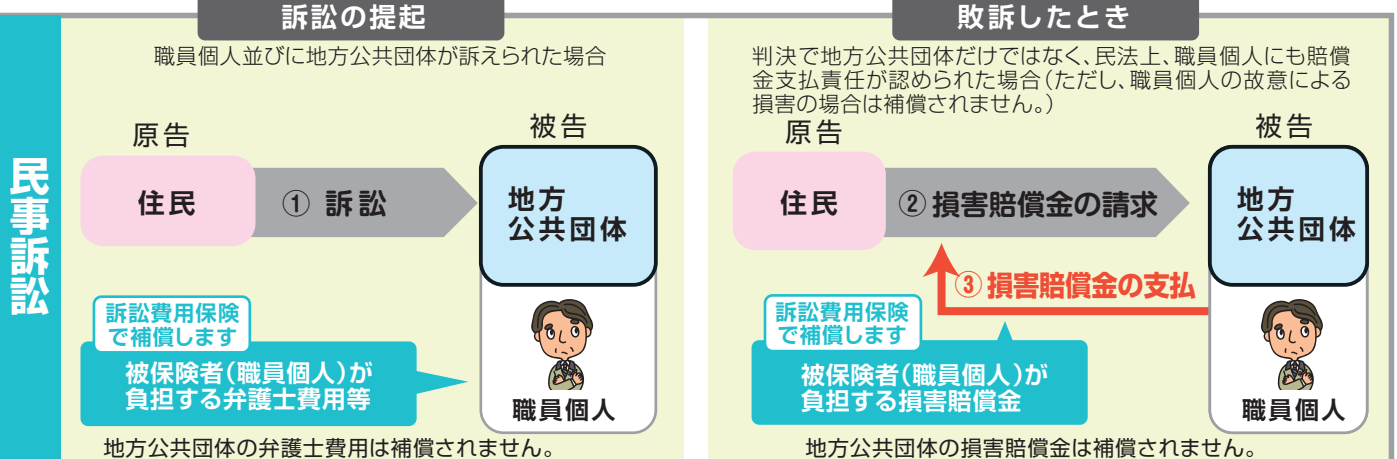 民事訴訟
訴訟の提起
職員個人並びに地方公共団体が訴えられた場合
原告
被告
住民
① 訴訟
地方
公共団体
訴訟費用保険
で補償します
被保険者(職員個人)が
負担する弁護士費用等
職員個人
地方公共団体の弁護士費用は補償されません。
敗訴したとき
判決で地方公共団体だけではなく、民法上、職員個人にも賠償
金支払責任が認められた場合(ただし、職員個人の故意による
損害の場合は補償されません。)
原告
被告
住民
②損害賠償金の請求
地方
公共団体
③損害賠償金の支払
訴訟費用保険
で補償します
被保険者(職員個人)が
負担する損害賠償金
職員個人
地方公共団体の損害賠償金は補償されません。